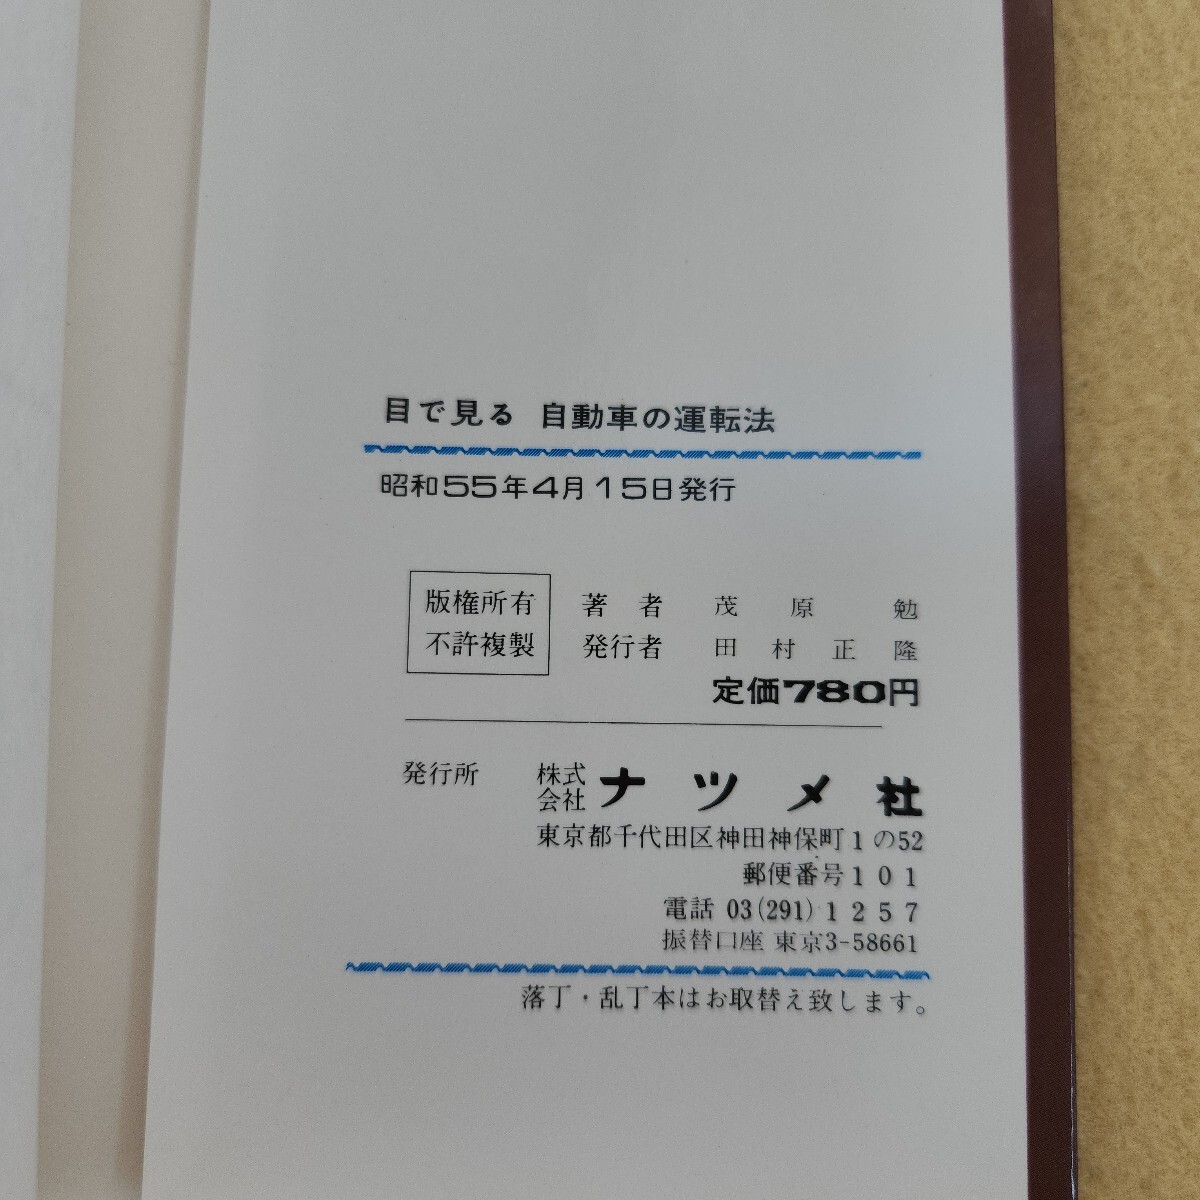 目で見る 自動車の運転法
昭和55年4月15日発行
版権所有
不許複製
著者 茂原 勉
発行者 田村正隆
定価780円
発行所 株式会社 ナツメ社
東京都千代田区神田神保町1の52
郵便番号101
電話 03(291)1257
振替口座 東京3-58661
落丁・乱丁本はお取替え致します。